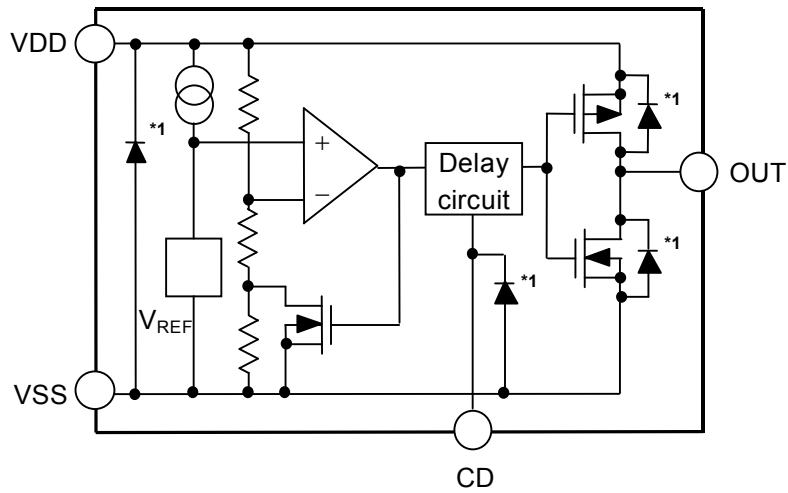 VDD
*1
*1
+
−
Delay
circuit
OUT
*1
*1
VREF
VSS
CD